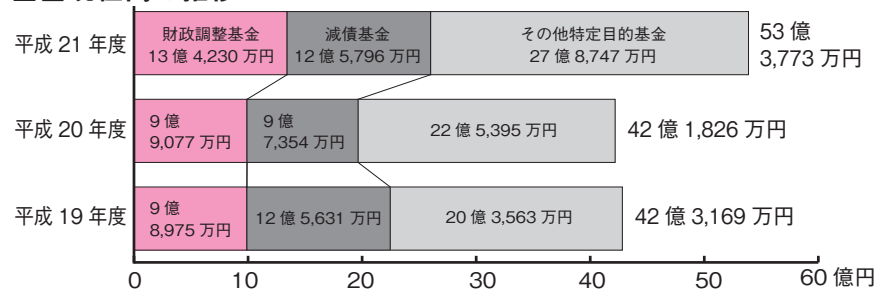 平成 21 年度
財政調整基金
13 億 4,230 万円
減債基金
12 億 5,796 万円
その他特定目的基金
27 億 8,747 万円
53 億
3,773 万円
平成 20 年度
9 億
9,077 万円
9 億
7,354 万円
22 億 5,395 万円
42 億 1,826 万円
平成 19 年度
9 億
8,975 万円
12 億 5,631 万円
20 億 3,563 万円
42 億 3,169 万円
0 10 20 30 40 50 60 億円